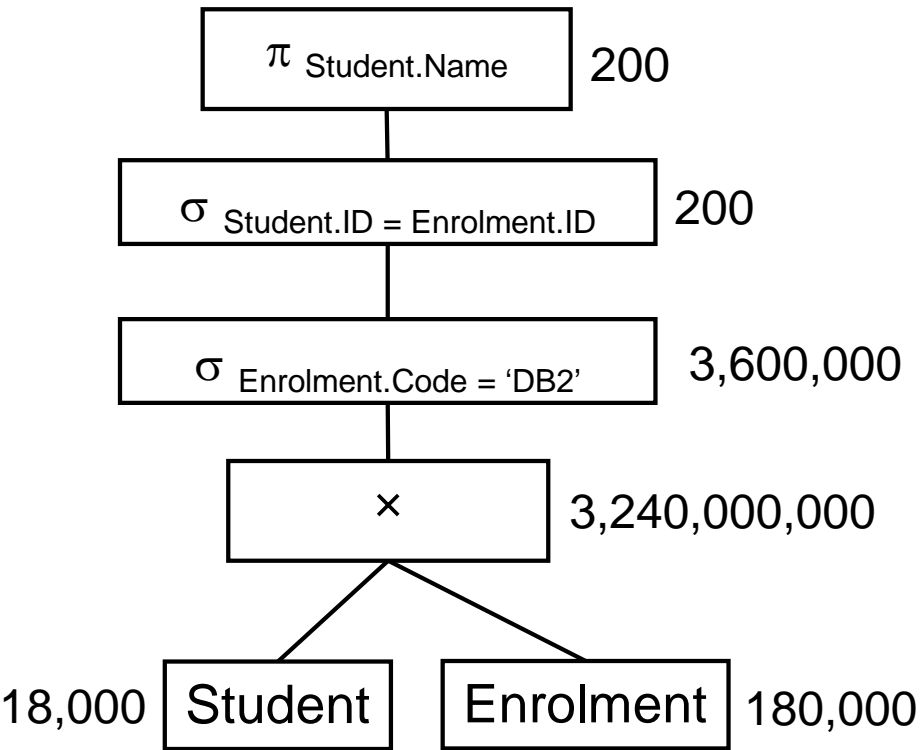 π Student.Name 200
σ Student.ID = Enrolment.ID 200
σ Enrolment.Code = ‘DB2’ 3,600,000
× 3,240,000,000
18,000 Student Enrolment 180,000